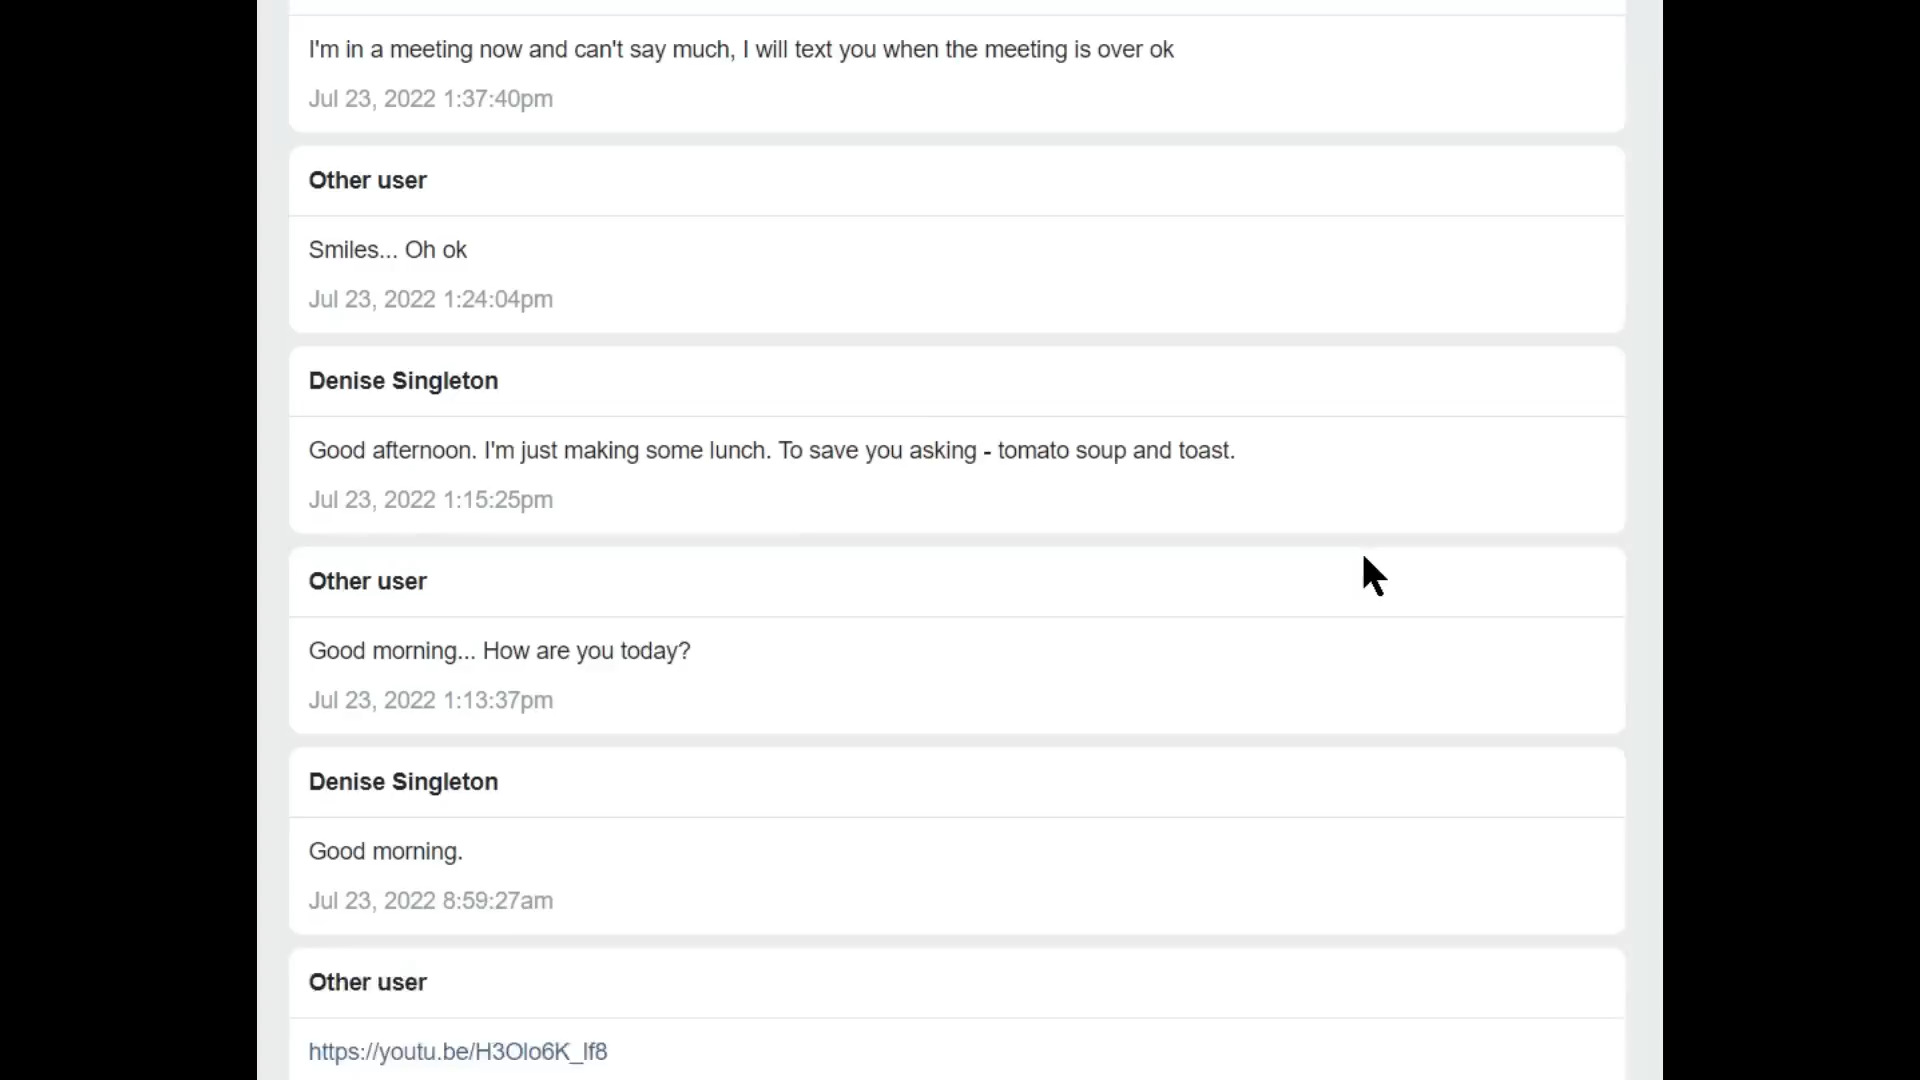 I'm in a meeting now and can't say much, I will text you when the meeting is over ok
Jul 23, 2022 1:37:40pm
Other user
Smiles... Oh ok
Jul 23, 2022 1:24:04pm
Denise Singleton
Good afternoon. I'm just making some lunch. To save you asking - tomato soup and toast.
Jul 23, 2022 1:15:25pm
Other user
Good morning... How are you today?
Jul 23, 2022 1:13:37pm
Denise Singleton
Good morning.
Jul 23, 2022 8:59:27am
Other user
https://youtu.be/H3Olo6K_lf8